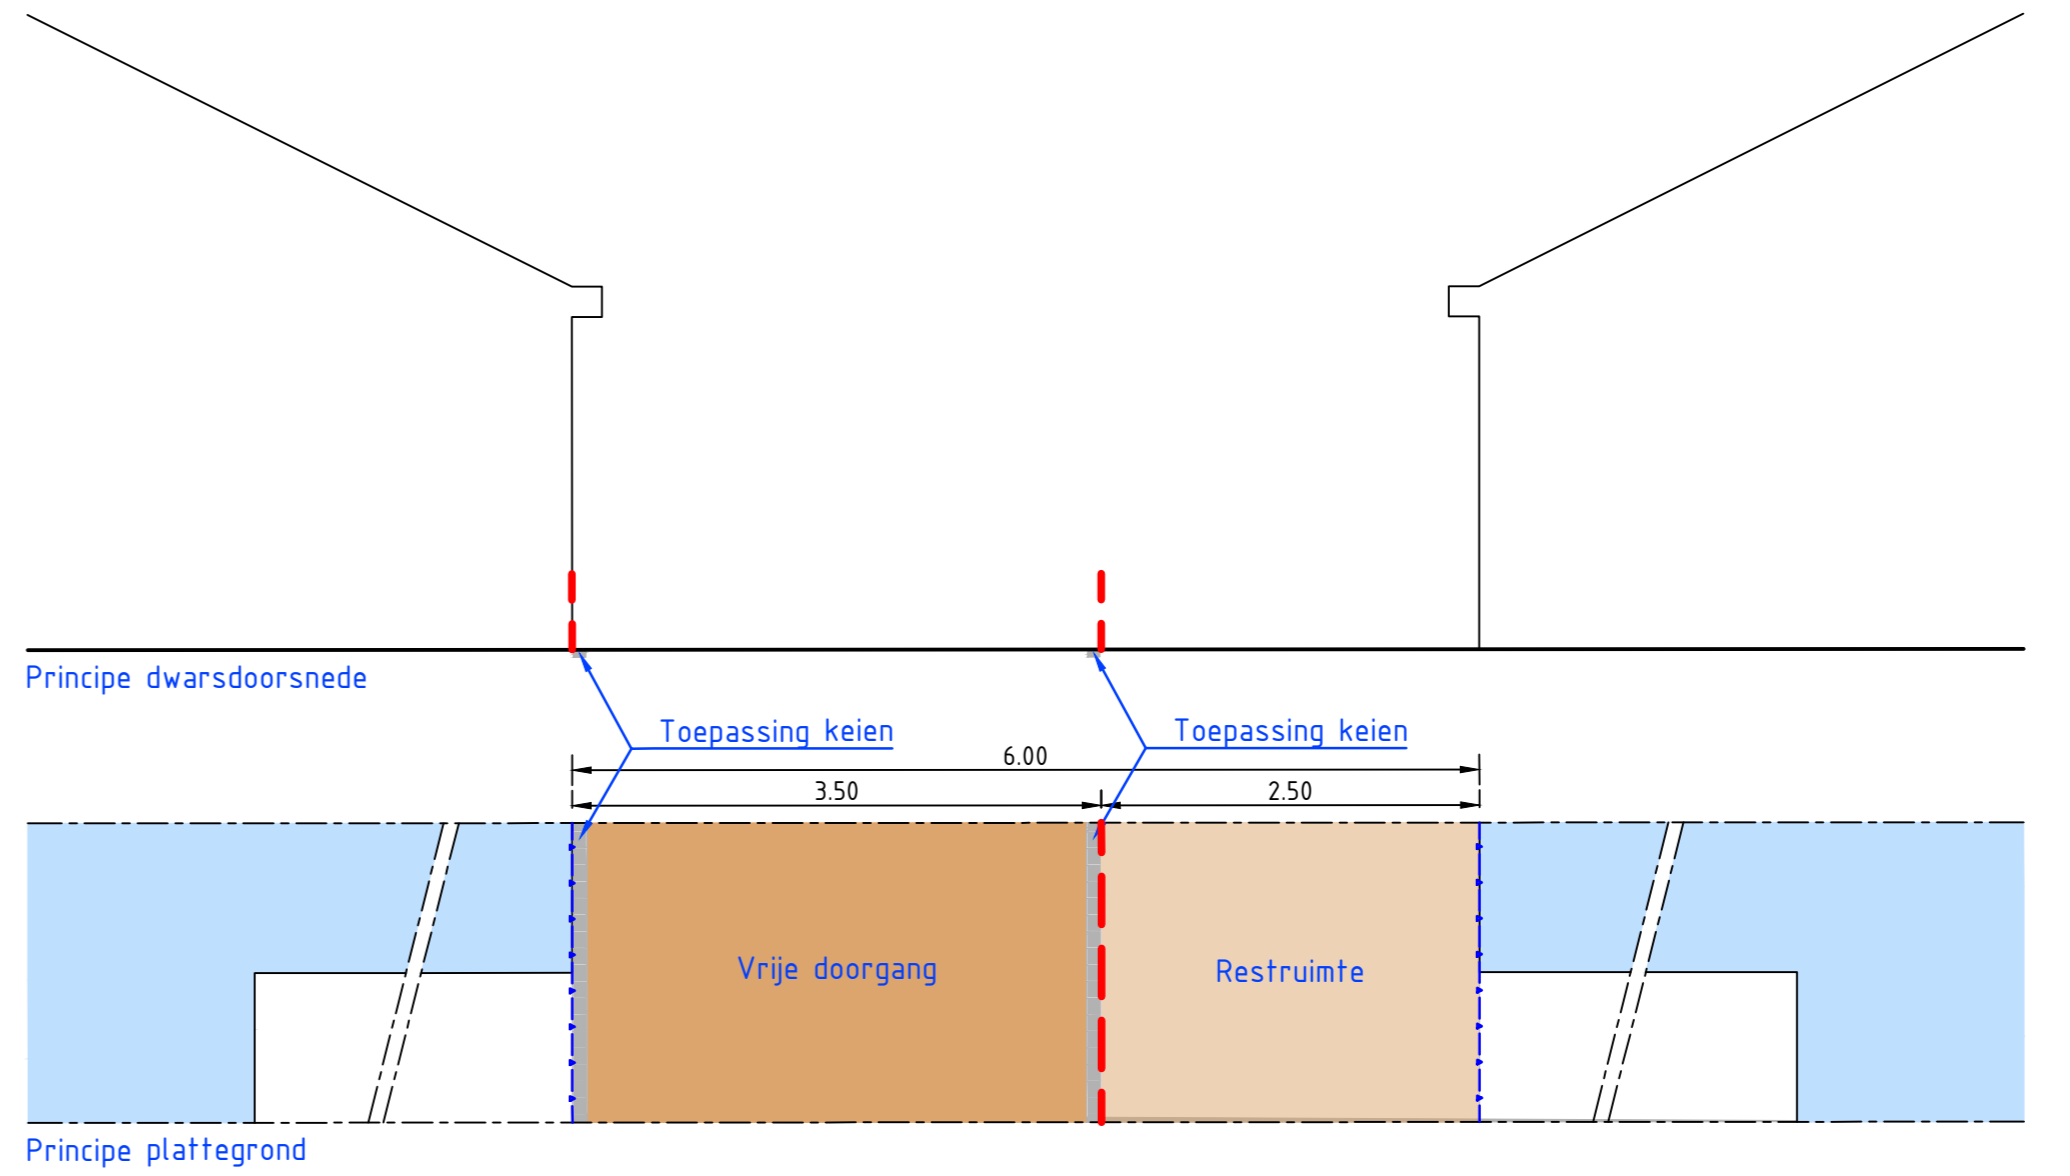 Principe dwarsdoorsnede
Toepassing keien
Toepassing keien
6.00
3.50
2.50
Vrije doorgang
Restruimte
Principe plattegrond